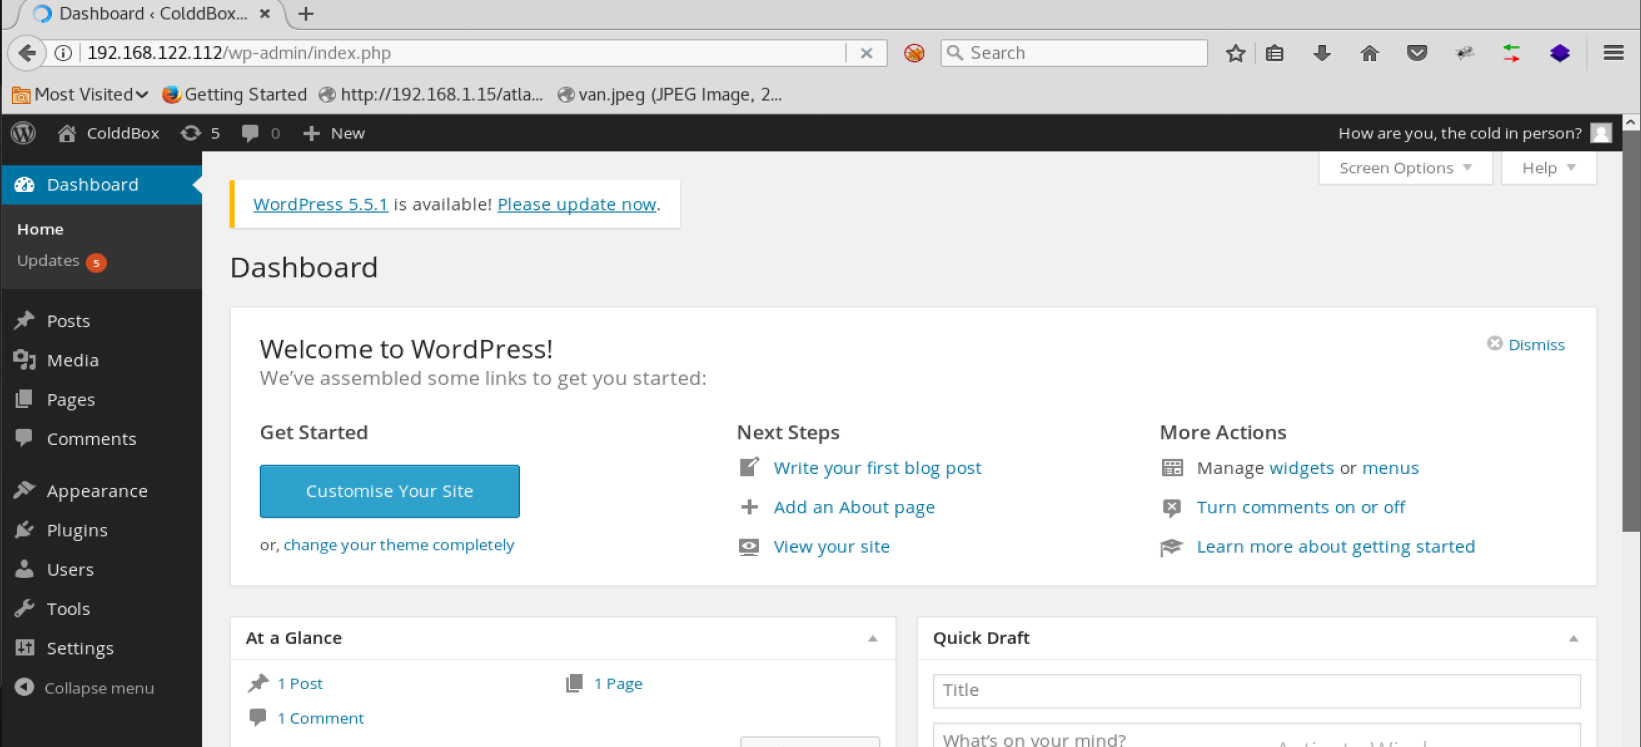 Dashboard ‹ ColddBox...
192.168.122.112/wp-admin/index.php
Search
Most Visited
Getting Started
http://192.168.1.15/atla...
van.jpeg (JPEG Image, 2...
ColddBox
5
0
New
How are you, the cold in person?
Dashboard
Home
Updates 5
Posts
Media
Pages
Comments
Appearance
Plugins
Users
Tools
Settings
Collapse menu
Screen Options
Help
WordPress 5.5.1 is available! Please update now.
Dashboard
Welcome to WordPress!
Dismiss
We've assembled some links to get you started:
Get Started
Customise Your Site
or, change your theme completely
Next Steps
Write your first blog post
Add an About page
View your site
More Actions
Manage widgets or menus
Turn comments on or off
Learn more about getting started
At a Glance
1 Post
1 Page
1 Comment
Quick Draft
Title
What's on your mind?